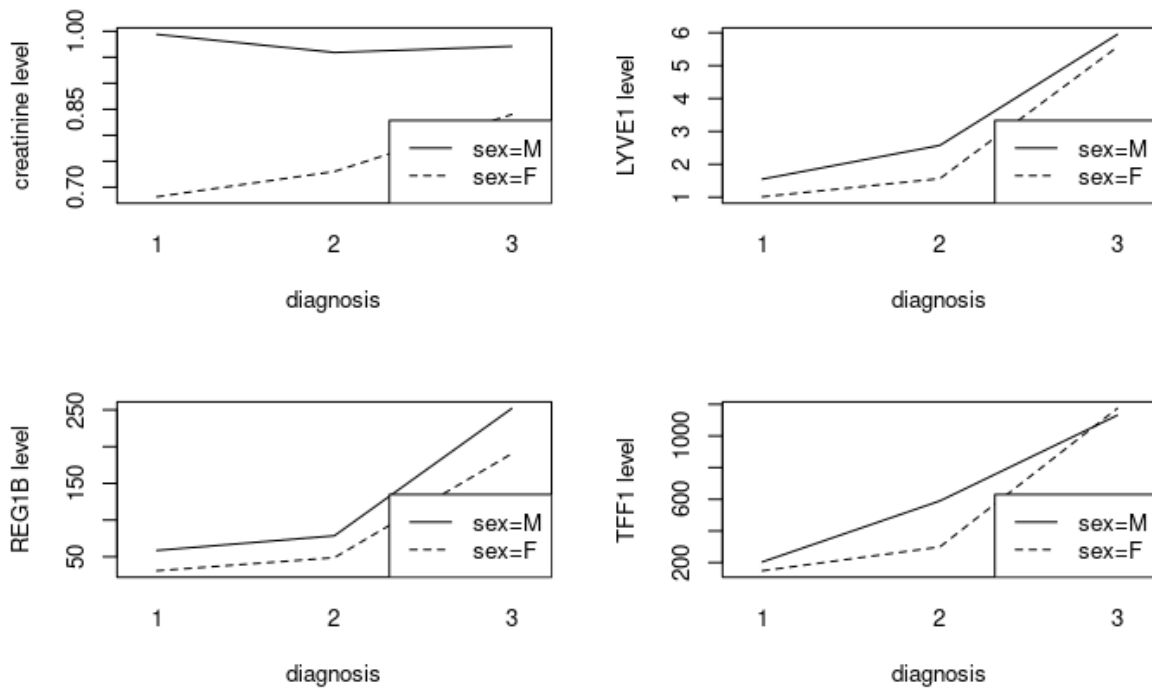 creatinine level
1.00
0.85
0.70
sex=M
sex=F
1 2 3
diagnosis
LYVE1 level
6
5
4
3
2
1
sex=M
sex=F
1 2 3
diagnosis
REG1B level
250
150
50
sex=M
sex=F
1 2 3
diagnosis
TFF1 level
1000
600
200
sex=M
sex=F
1 2 3
diagnosis